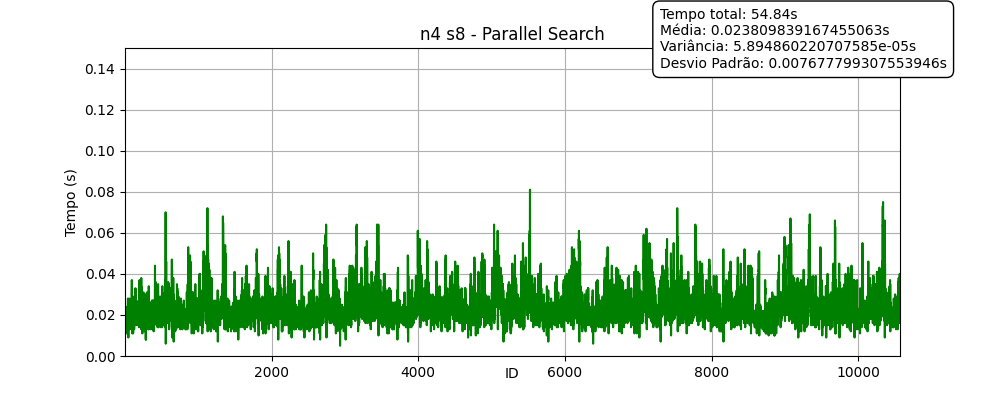 Tempo total: 54.84s
Média: 0.023809839167455063s
Variância: 5.894860220707585e-05s
Desvio Padrão: 0.007677799307553946s
n4 s8 - Parallel Search
0.14
0.12
0.10
0.08
0.06
0.04
0.02
0.00
Tempo (s)
2000 4000 6000 8000 10000
ID